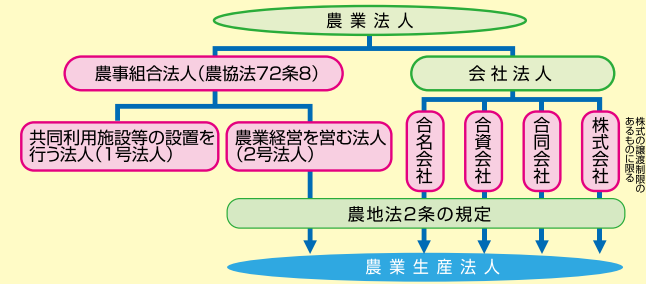 農業法人
農事組合法人(農協法72条8)
会社法人
共同利用施設等の設置を
行う法人(1号法人)
農業経営を営む法人
(2号法人)
合名会社
合資会社
合同会社
株式会社
株式の譲渡制限の
あるものに限る
農地法2条の規定
農業生産法人